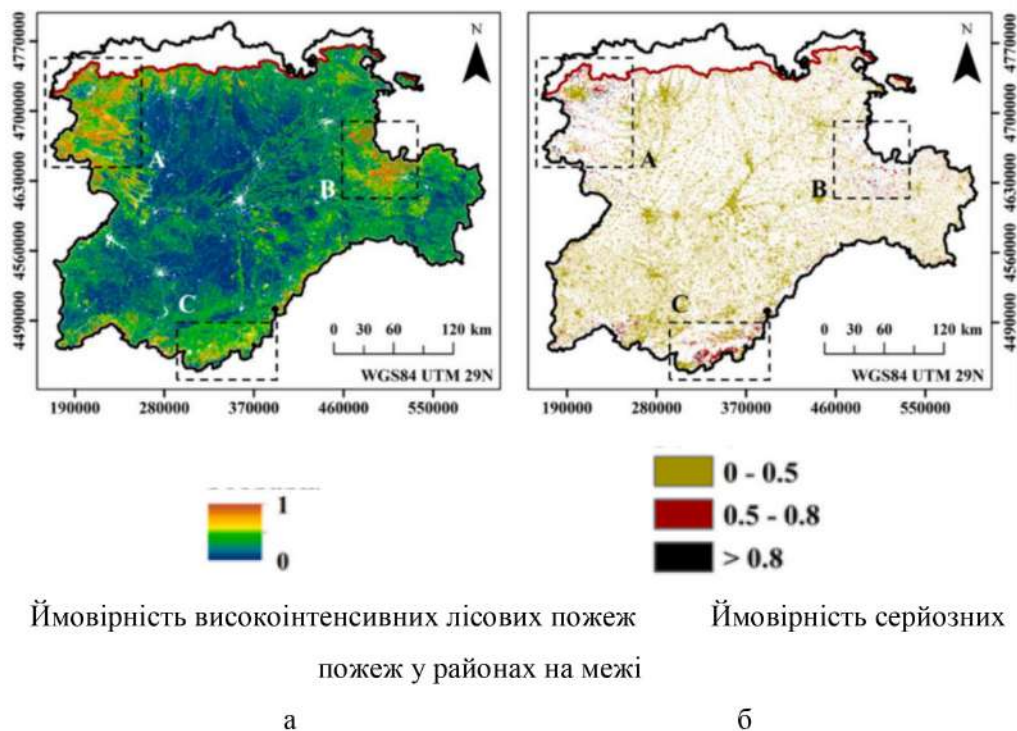 N
N
4770000
4700000
4630000
4560000
4490000
A
B
C
0 30 60 120 km
WGS84 UTM 29N
190000 280000 370000 460000 550000
4770000
4700000
4630000
4560000
4490000
A
B
C
0 30 60 120 km
WGS84 UTM 29N
190000 280000 370000 460000 550000
1
0
0 - 0.5
0.5 - 0.8
> 0.8
Ймовірність високоінтенсивних лісових пожеж Ймовірність серйозних
пожеж у районах на межі
а б